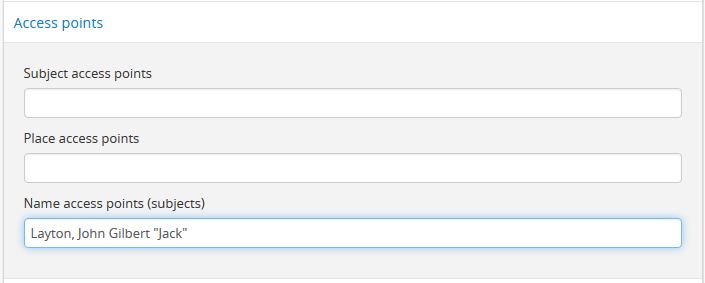 Access points
Subject access points
Place access points
Name access points (subjects)
Layton, John Gilbert "Jack"